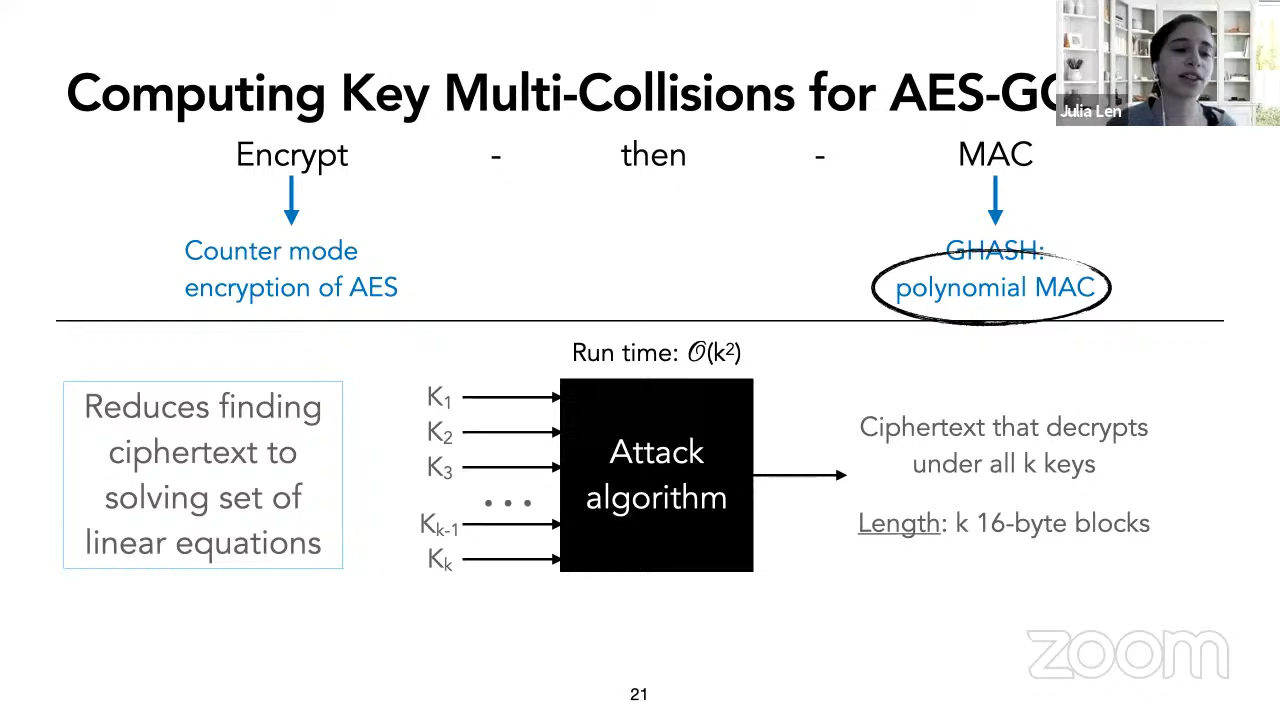 Computing Key Multi-Collisions for AES-GC
Julia Len
Encrypt - then - MAC
Counter mode
encryption of AES
GHASH:
polynomial MAC
Run time: 𝒪(k²)
Reduces finding
ciphertext to
solving set of
linear equations
K₁
K₂
K₃
...
Kₖ₋₁
Kₖ
Attack
algorithm
Ciphertext that decrypts
under all k keys
Length: k 16-byte blocks
zoom
21